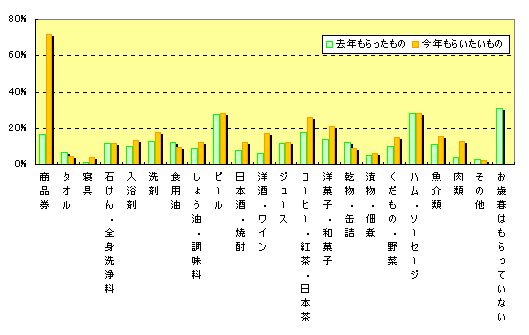 80%
60%
40%
20%
0%
去年もらったもの 今年もらいたいもの
商品券
タオル
寝具
石けん・全身洗浄料
入浴剤
洗剤
食用油
しょう油・調味料
ビール
日本酒・焼酎
洋酒・ワイン
ジュース
コーヒー・紅茶・日本茶
洋菓子・和菓子
乾物・缶詰
漬物・佃煮
くだもの・野菜
ハム・ソーセージ
魚介類
肉類
その他
お歳暮はもらっていない